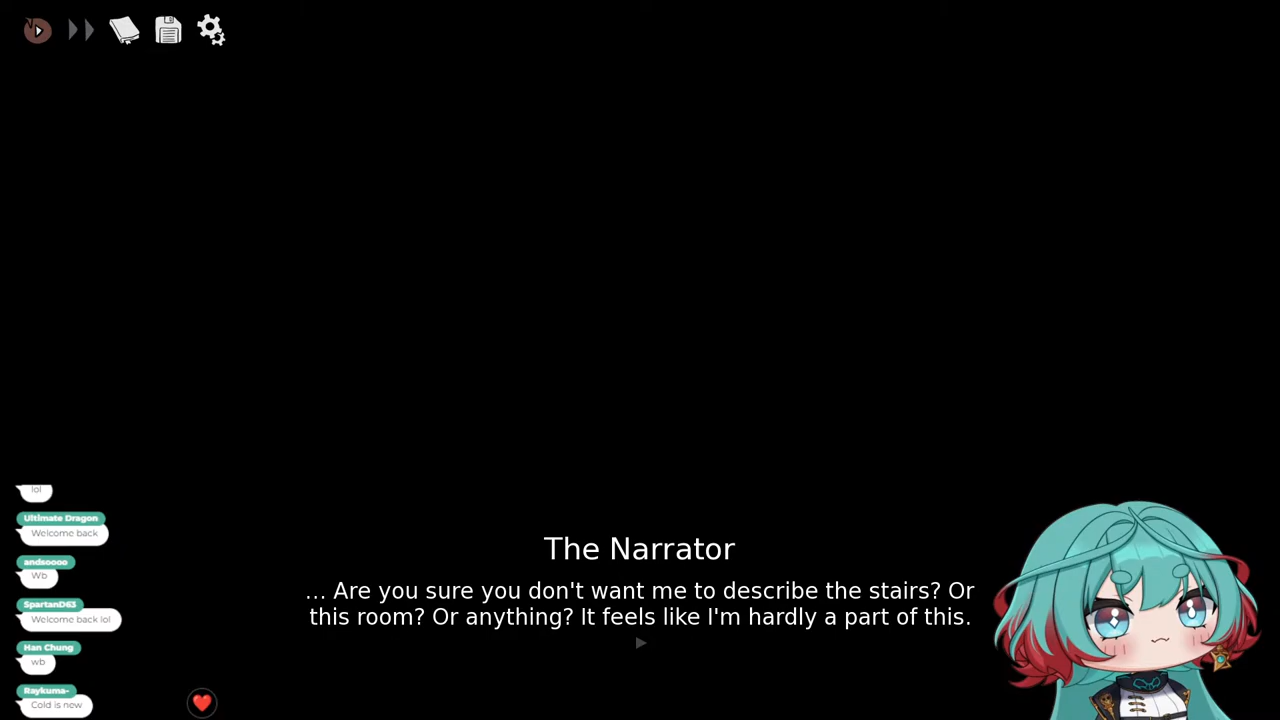 lol
Ultimate Dragon
Welcome back
andsoooo
Wb
SpartanD63
Welcome back lol
Han Chung
wb
Raykuma-
Cold is now
The Narrator
... Are you sure you don't want me to describe the stairs? Or
this room? Or anything? It feels like I'm hardly a part of this.